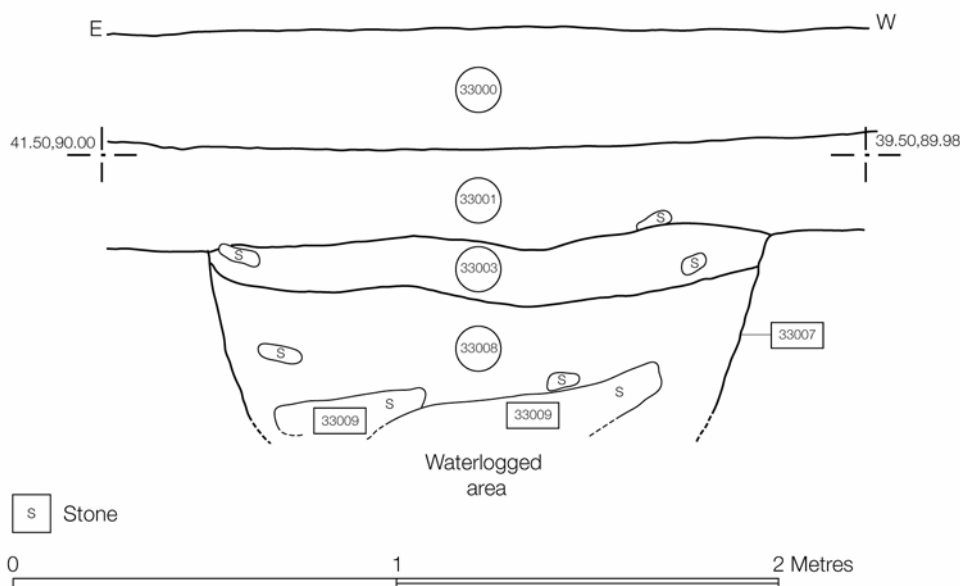 E
W
33000
41.50,90.00
39.50,89.98
33001
S
S
33003
S
33007
33008
S
S
S
S
33009
33009
Waterlogged
area
S Stone
0 1 2 Metres